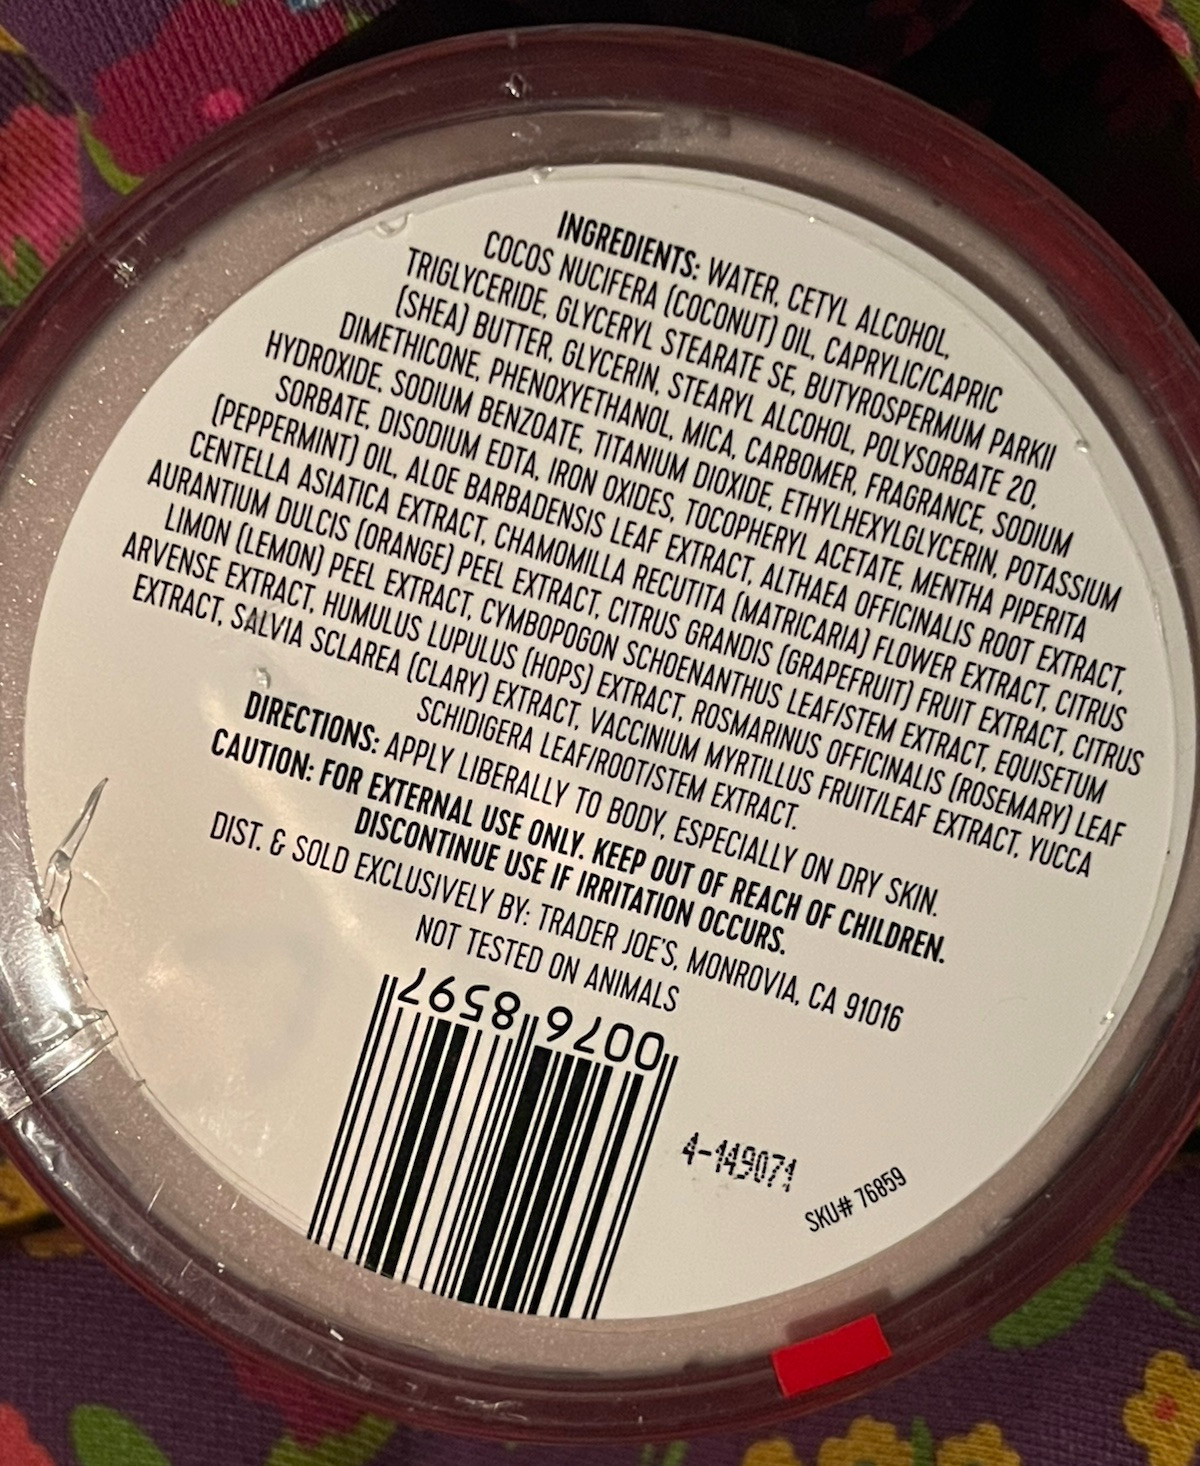 INGREDIENTS: WATER, CETYL ALCOHOL,
COCOS NUCIFERA (COCONUT) OIL, CAPRYLIC/CAPRIC
TRIGLYCERIDE, GLYCERYL STEARATE SE, BUTYROSPERMUM PARKII
(SHEA) BUTTER, GLYCERIN, STEARYL ALCOHOL, POLYSORBATE 20,
DIMETHICONE, PHENOXYETHANOL, MICA, CARBOMER, FRAGRANCE, SODIUM
HYDROXIDE, SODIUM BENZOATE, TITANIUM DIOXIDE, ETHYLHEXYLGLYCERIN, POTASSIUM
SORBATE, DISODIUM EDTA, IRON OXIDES, TOCOPHERYL ACETATE, MENTHA PIPERITA
(PEPPERMINT) OIL, ALOE BARBADENSIS LEAF EXTRACT, ALTHAEA OFFICINALIS ROOT EXTRACT,
CENTELLA ASIATICA EXTRACT, CHAMOMILLA RECUTITA (MATRICARIA) FLOWER EXTRACT, CITRUS
AURANTIUM DULCIS (ORANGE) PEEL EXTRACT, CITRUS GRANDIS (GRAPEFRUIT) FRUIT EXTRACT, CITRUS
LIMON (LEMON) PEEL EXTRACT, CYMBOPOGON SCHOENANTHUS LEAF/STEM EXTRACT, EQUISETUM
ARVENSE EXTRACT, HUMULUS LUPULUS (HOPS) EXTRACT, ROSMARINUS OFFICINALIS (ROSEMARY) LEAF
EXTRACT, SALVIA SCLAREA (CLARY) EXTRACT, VACCINIUM MYRTILLUS FRUIT/LEAF EXTRACT, YUCCA
SCHIDIGERA LEAF/ROOT/STEM EXTRACT.
DIRECTIONS: APPLY LIBERALLY TO BODY, ESPECIALLY ON DRY SKIN.
CAUTION: FOR EXTERNAL USE ONLY. KEEP OUT OF REACH OF CHILDREN.
DISCONTINUE USE IF IRRITATION OCCURS.
DIST. & SOLD EXCLUSIVELY BY: TRADER JOE'S, MONROVIA, CA 91016
NOT TESTED ON ANIMALS
0076 8597
4-149071
SKU# 76859